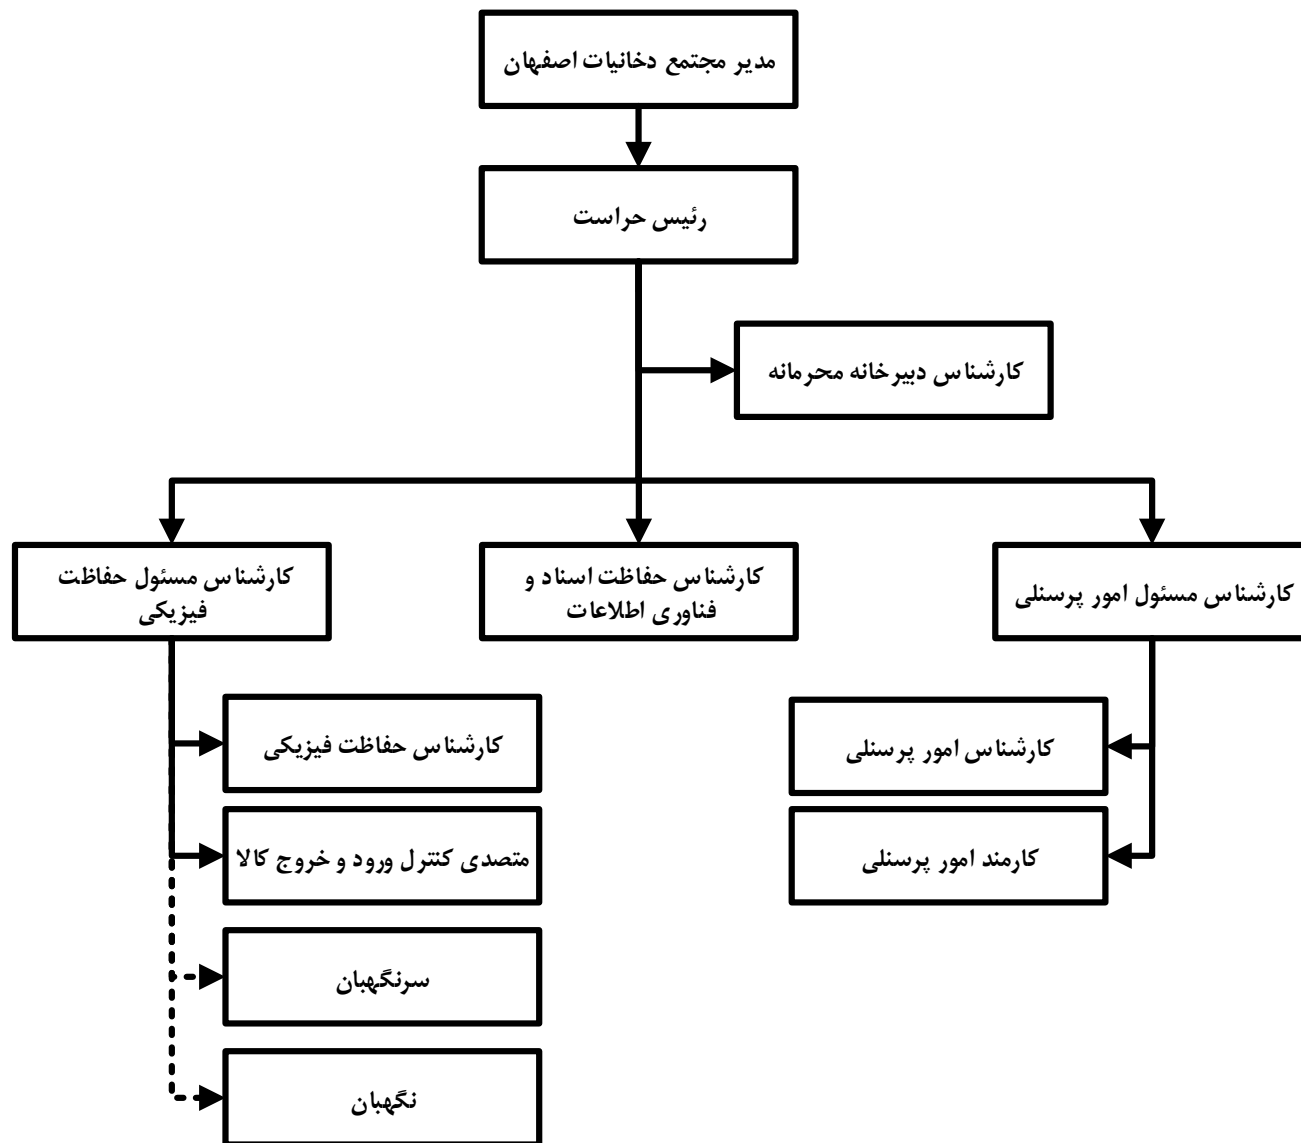 مدیر مجتمع دخانیات اصفهان
رئیس حراست
کارشناس دبیرخانه محرمانه
کارشناس مسئول امور پرسنلی
کارشناس حفاظت اسناد و
فناوری اطلاعات
کارشناس مسئول حفاظت
فیزیکی
کارشناس امور پرسنلی
کارمند امور پرسنلی
کارشناس حفاظت فیزیکی
متصدی کنترل ورود و خروج کالا
سرنگهبان
نگهبان